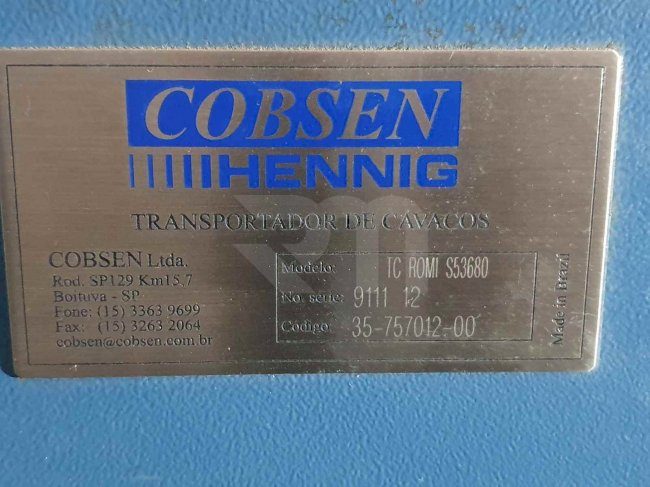 COBSEN
HENNIG
TRANSPORTADOR DE CAVACOS
COBSEN Ltda.
Rod. SP129 Km15,7
Boituva - SP
Fone: (15) 3363 9699
Fax: (15) 3263 2064
cobsen@cobsen.com.br
Modelo: TC ROMI S53680
No. série: 9111 12
Código: 35-757012-00
Made in Brazil